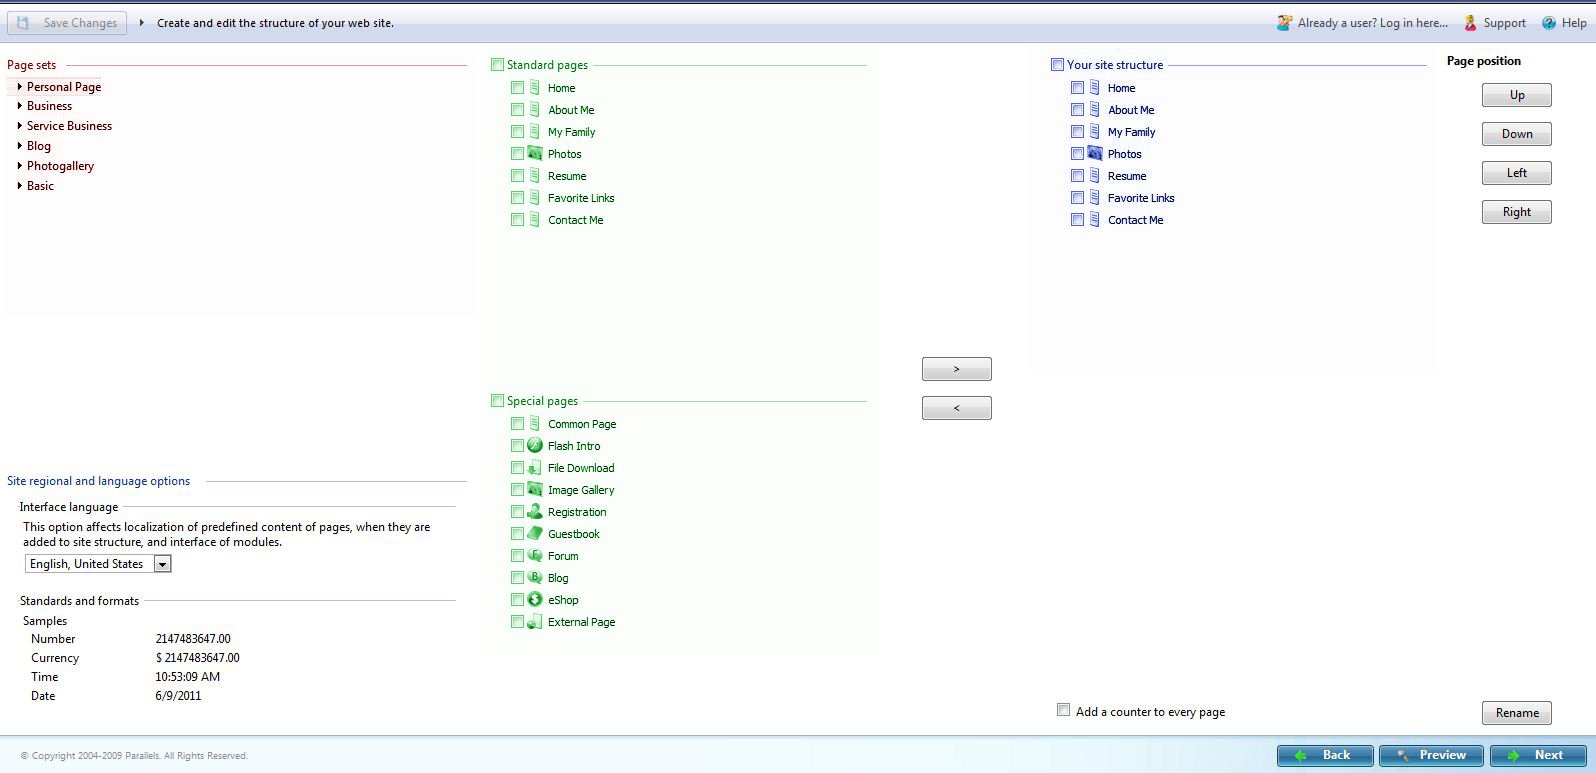 Save Changes
Create and edit the structure of your web site.
Already a user? Log in here...
Support
Help
Page sets
Personal Page
Business
Service Business
Blog
Photogallery
Basic
Standard pages
Home
About Me
My Family
Photos
Resume
Favorite Links
Contact Me
Special pages
Common Page
Flash Intro
File Download
Image Gallery
Registration
Guestbook
Forum
Blog
eShop
External Page
>
<
Your site structure
Home
About Me
My Family
Photos
Resume
Favorite Links
Contact Me
Page position
Up
Down
Left
Right
Site regional and language options
Interface language
This option affects localization of predefined content of pages, when they are
added to site structure, and interface of modules.
English, United States
Standards and formats
Samples
Number 2147483647.00
Currency $ 2147483647.00
Time 10:53:09 AM
Date 6/9/2011
Add a counter to every page
Rename
© Copyright 2004-2009 Parallels. All Rights Reserved.
Back
Preview
Next